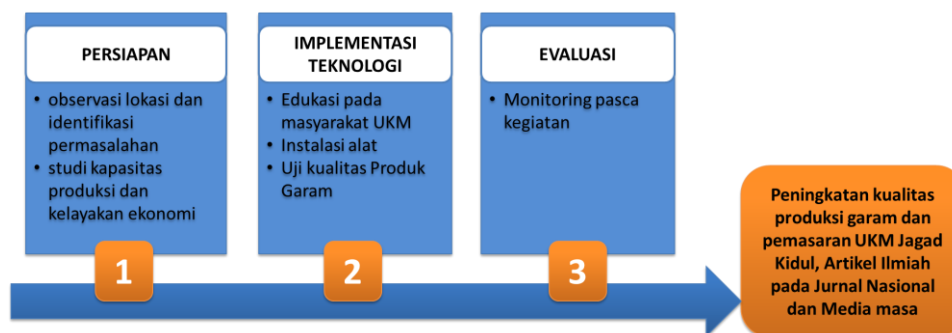 PERSIAPAN
• observasi lokasi dan
identifikasi
permasalahan
• studi kapasitas
produksi dan
kelayakan ekonomi
1
IMPLEMENTASI
TEKNOLOGI
• Edukasi pada
masyarakat UKM
• Instalasi alat
• Uji kualitas Produk
Garam
2
EVALUASI
• Monitoring pasca
kegiatan
3
Peningkatan kualitas
produksi garam dan
pemasaran UKM Jagad
Kidul, Artikel Ilmiah
pada Jurnal Nasional
dan Media masa